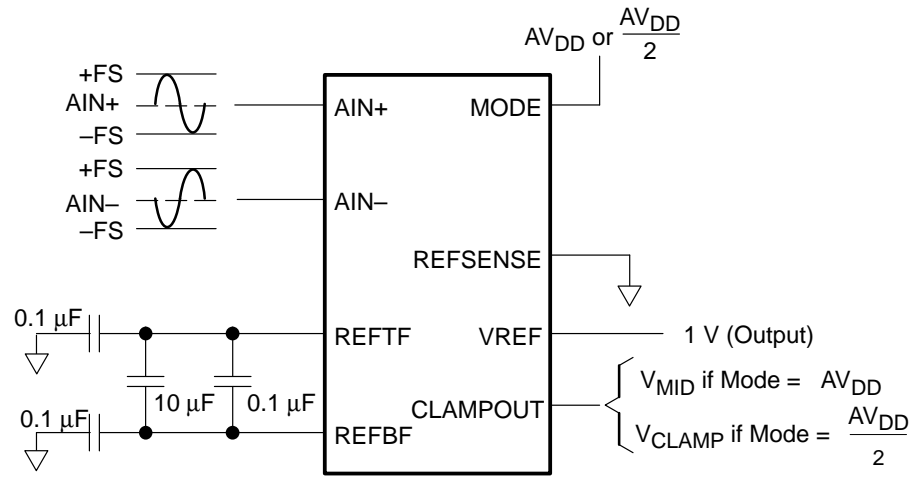 AVDD or AVDD/2
+FS
AIN+
–FS
+FS
AIN–
–FS
AIN+
MODE
AIN–
REFSENSE
0.1 μF
REFTF
VREF
1 V (Output)
10 μF
0.1 μF
CLAMPOUT
VMID if Mode = AVDD
0.1 μF
REFBF
VCLAMP if Mode = AVDD/2